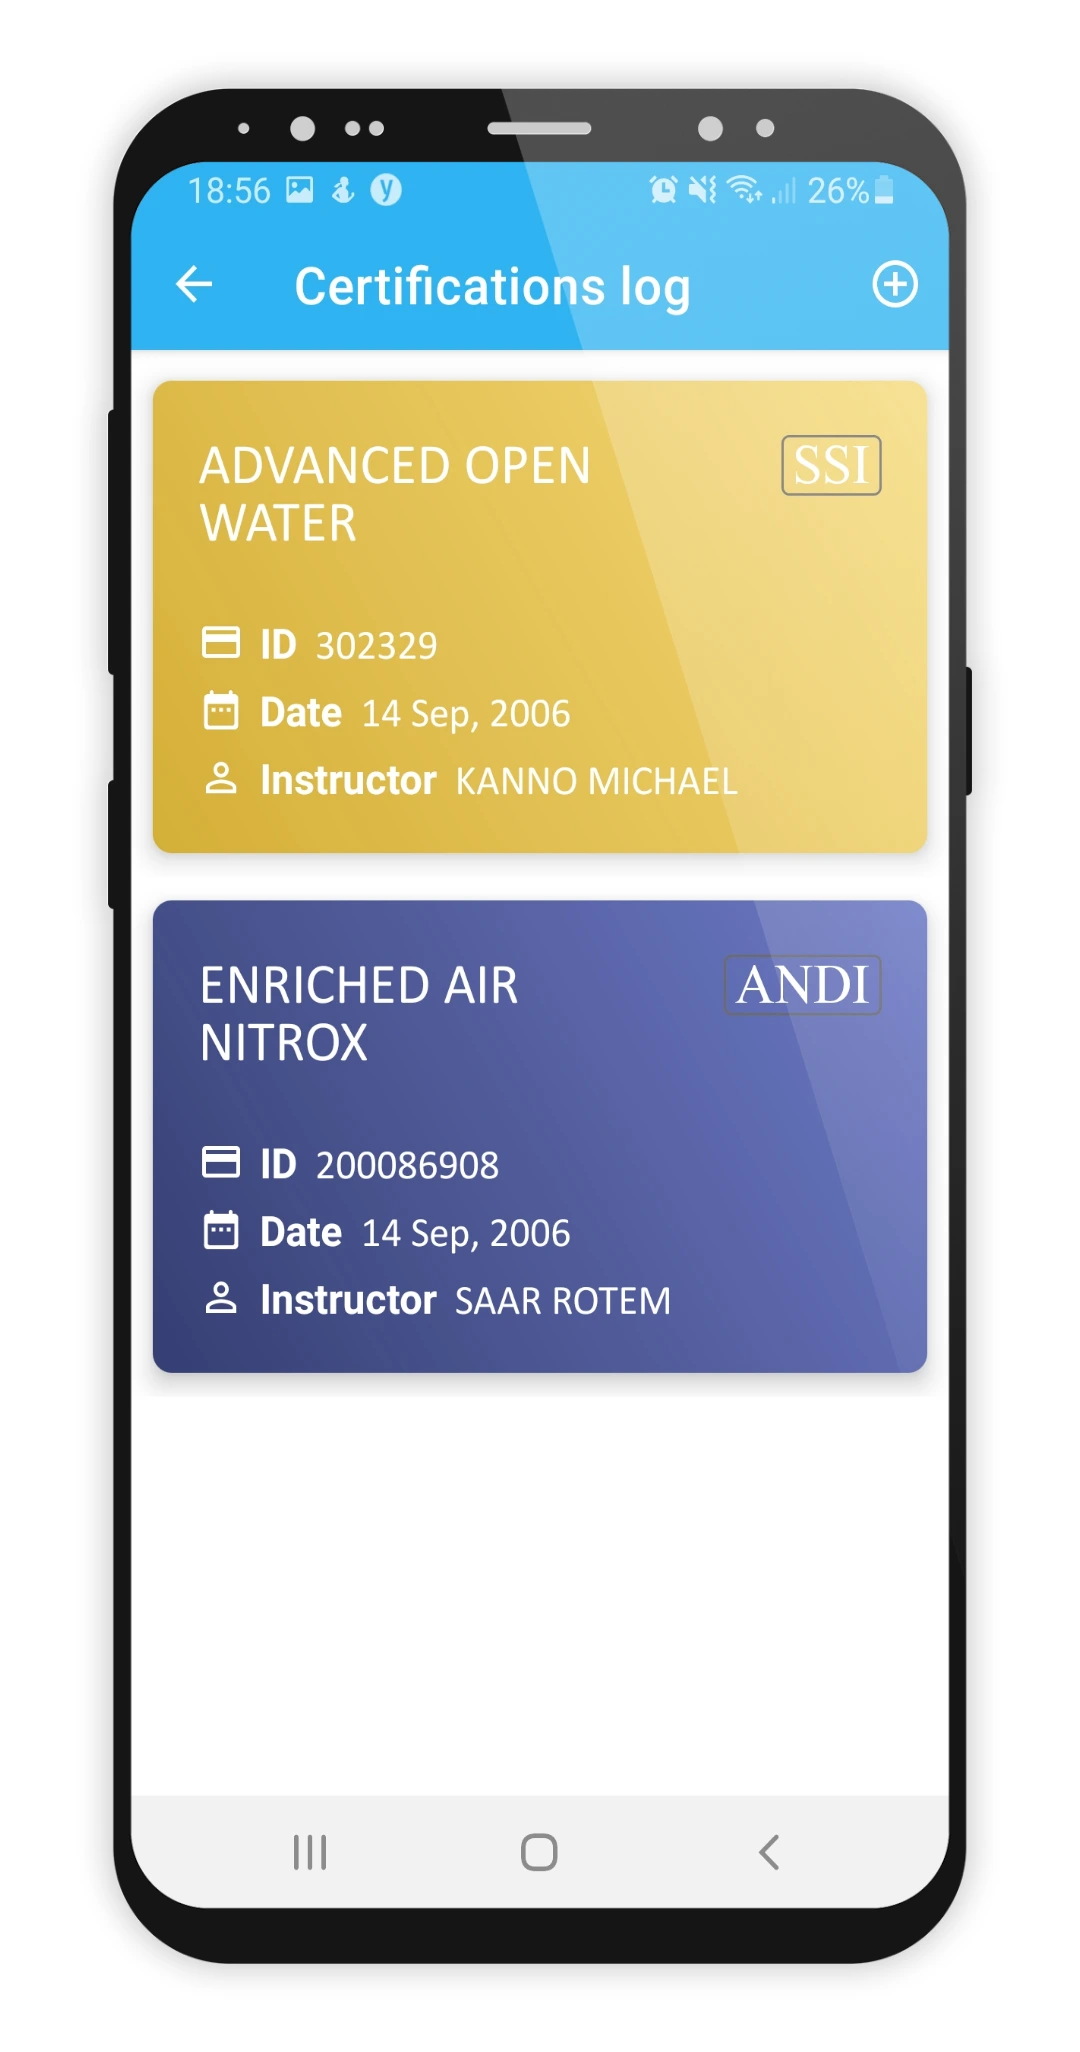 18:56 26%
Certifications log
ADVANCED OPEN SSI
WATER
ID 302329
Date 14 Sep, 2006
Instructor KANNO MICHAEL
ENRICHED AIR ANDI
NITROX
ID 200086908
Date 14 Sep, 2006
Instructor SAAR ROTEM